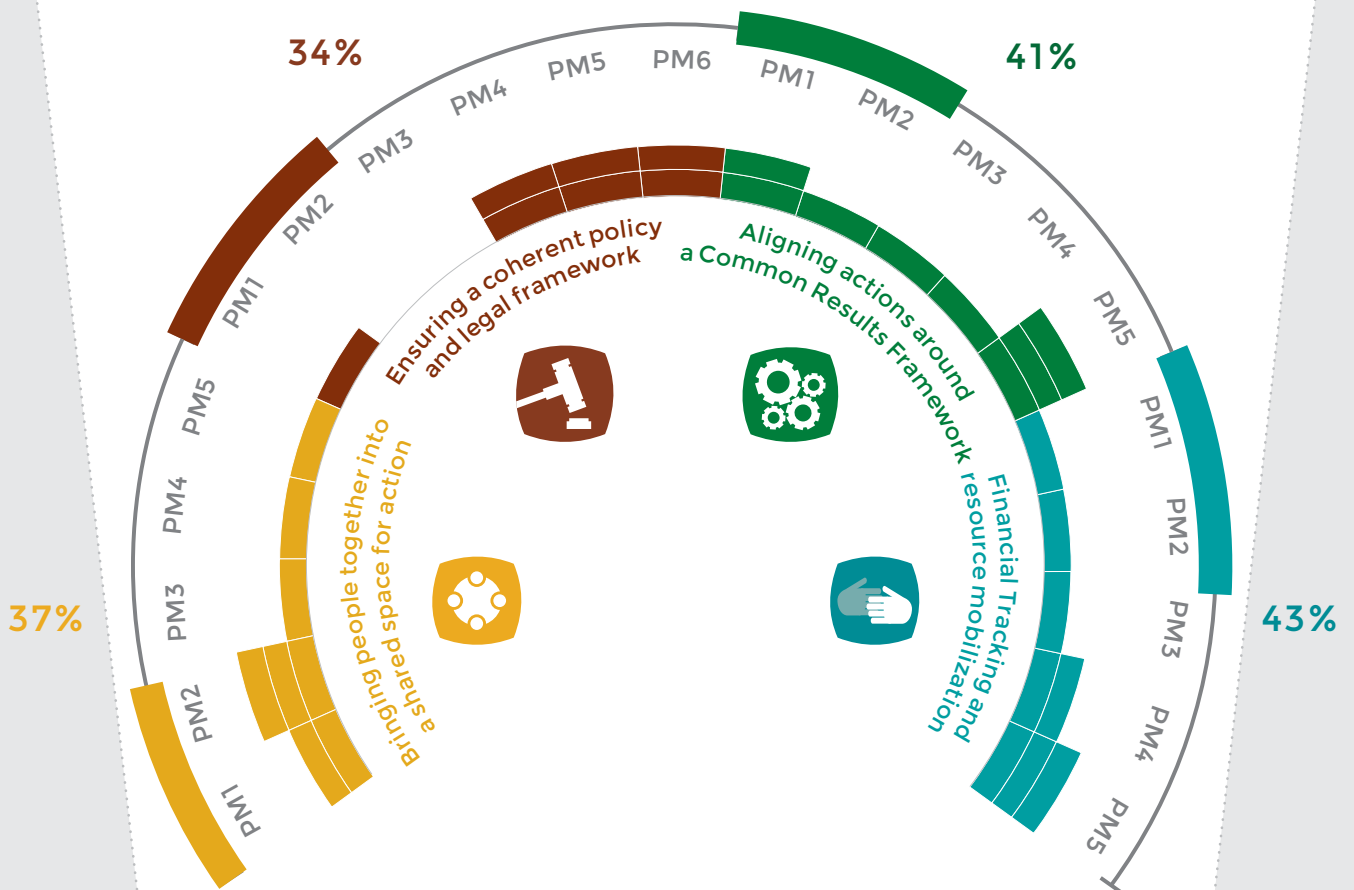 34%
41%
37%
43%
PM1
PM2
PM3
PM4
PM5
PM1
PM2
PM3
PM4
PM5
PM6
PM1
PM2
PM3
PM4
PM5
PM1
PM2
PM3
PM4
PM5
Bringing people together into
a shared space for action
Ensuring a coherent policy
and legal framework
Aligning actions around
a Common Results Framework
Financial Tracking and
resource mobilization